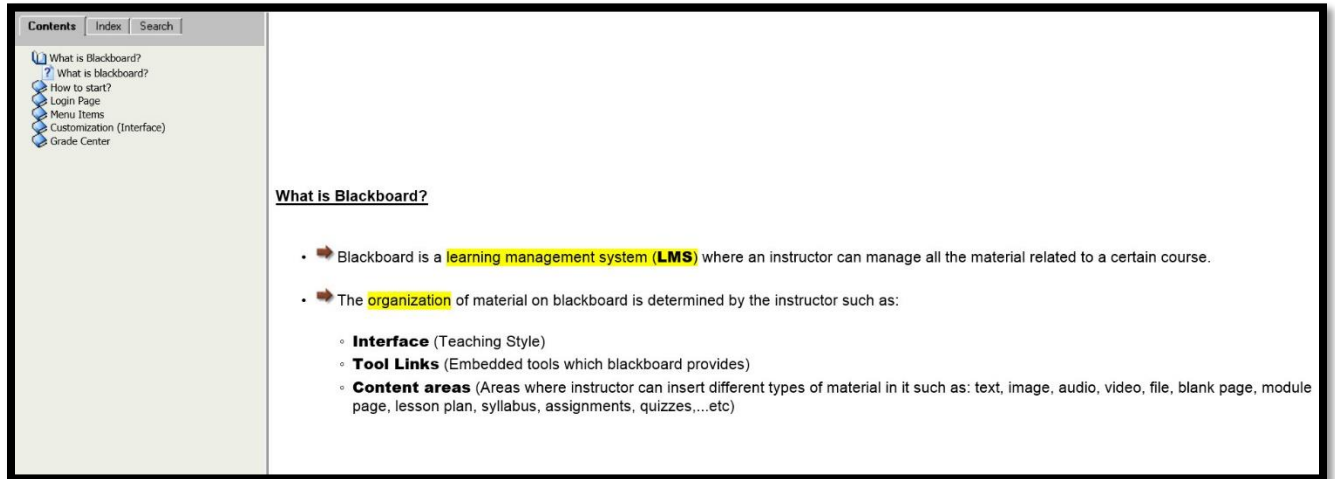 Contents Index Search
What is Blackboard?
What is blackboard?
How to start?
Login Page
Menu Items
Customization (Interface)
Grade Center
What is Blackboard?
• Blackboard is a learning management system (LMS) where an instructor can manage all the material related to a certain course.
• The organization of material on blackboard is determined by the instructor such as:
◦ Interface (Teaching Style)
◦ Tool Links (Embedded tools which blackboard provides)
◦ Content areas (Areas where instructor can insert different types of material in it such as: text, image, audio, video, file, blank page, module
page, lesson plan, syllabus, assignments, quizzes,...etc)